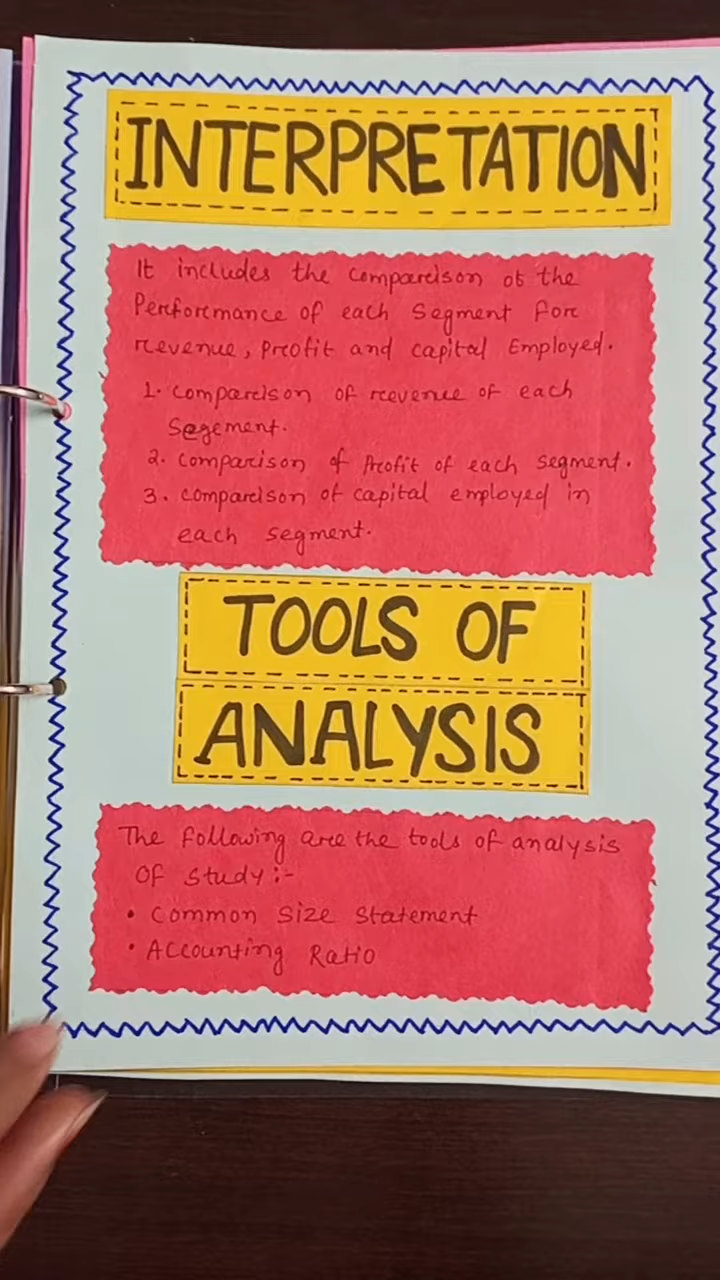 INTERPRETATION
It includes the comparison of the
Performance of each segment for
revenue, profit and capital Employed.
1. comparison of revenue of each
Segement.
2. comparison of Profit of each segment.
3. comparison of capital employed in
each segment.
TOOLS OF
ANALYSIS
The following are the tools of analysis
of study:-
• Common Size Statement
• Accounting Ratio